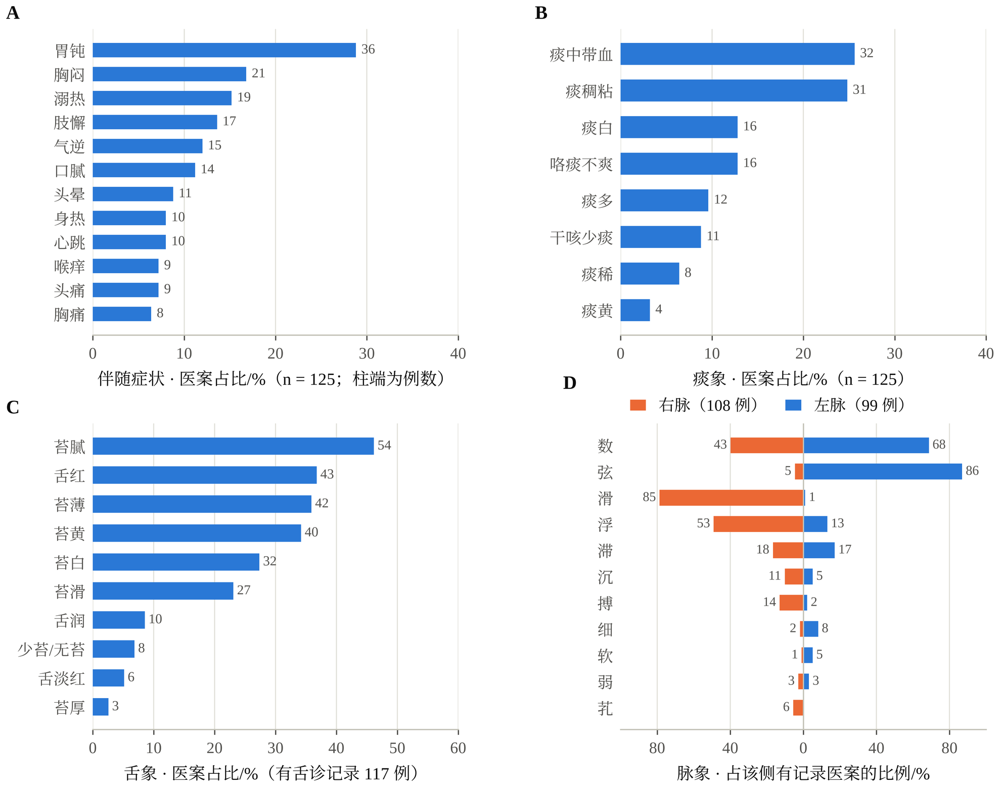 A
胃钝 36
胸闷 21
溺热 19
肢懈 17
气逆 15
口腻 14
头晕 11
身热 10
心跳 10
喉痒 9
头痛 9
胸痛 8
0 10 20 30 40
伴随症状 · 医案占比/%（n = 125；柱端为例数）
B
痰中带血 32
痰稠粘 31
痰白 16
咯痰不爽 16
痰多 12
干咳少痰 11
痰稀 8
痰黄 4
0 10 20 30 40
痰象 · 医案占比/%（n = 125）
C
苔腻 54
舌红 43
苔薄 42
苔黄 40
苔白 32
苔滑 27
舌润 10
少苔/无苔 8
舌淡红 6
苔厚 3
0 10 20 30 40 50 60
舌象 · 医案占比/%（有舌诊记录 117 例）
D
右脉（108 例） 左脉（99 例）
数 43 68
弦 5 86
滑 85 1
浮 53 13
滞 18 17
沉 11 5
搏 14 2
细 2 8
软 1 5
弱 3 3
芤 6
80 40 0 40 80
脉象 · 占该侧有记录医案的比例/%